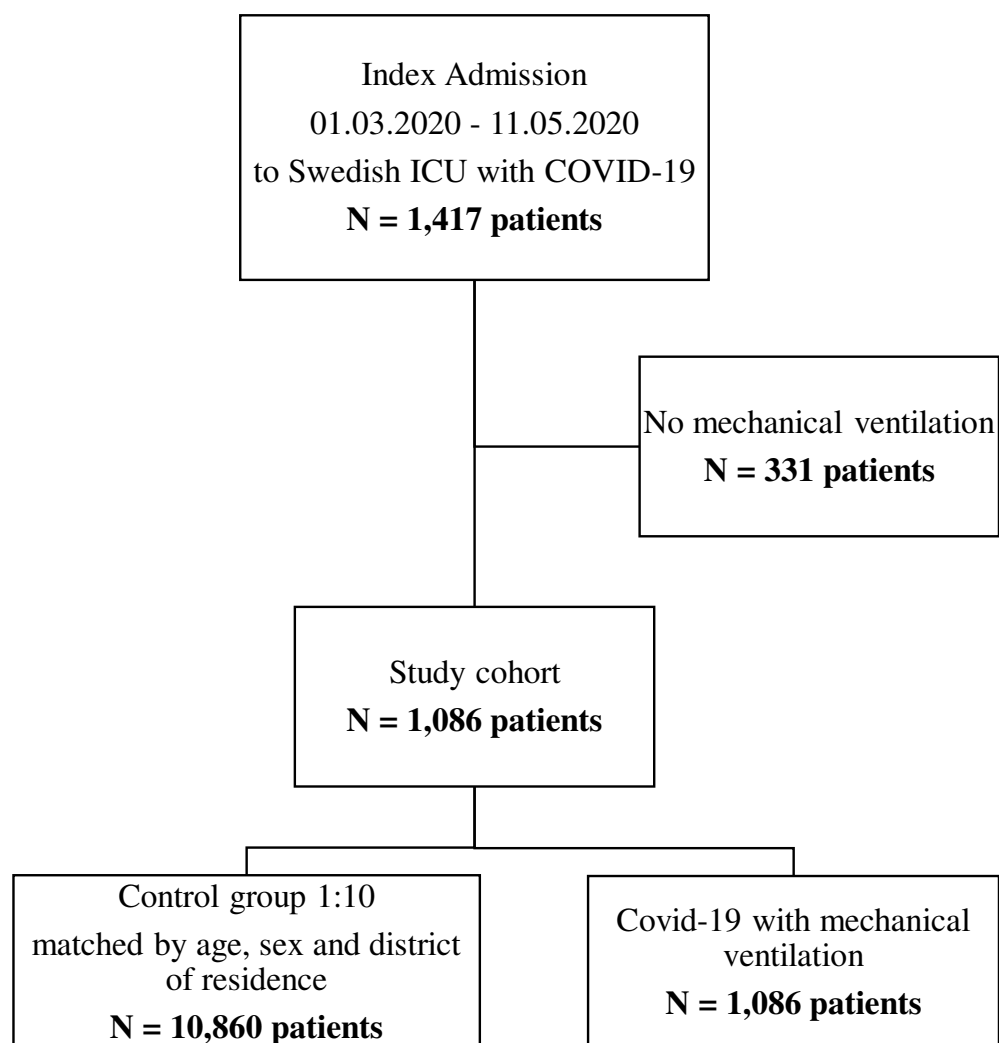 Index Admission
01.03.2020 - 11.05.2020
to Swedish ICU with COVID-19
N = 1,417 patients
No mechanical ventilation
N = 331 patients
Study cohort
N = 1,086 patients
Control group 1:10
matched by age, sex and district
of residence
N = 10,860 patients
Covid-19 with mechanical
ventilation
N = 1,086 patients